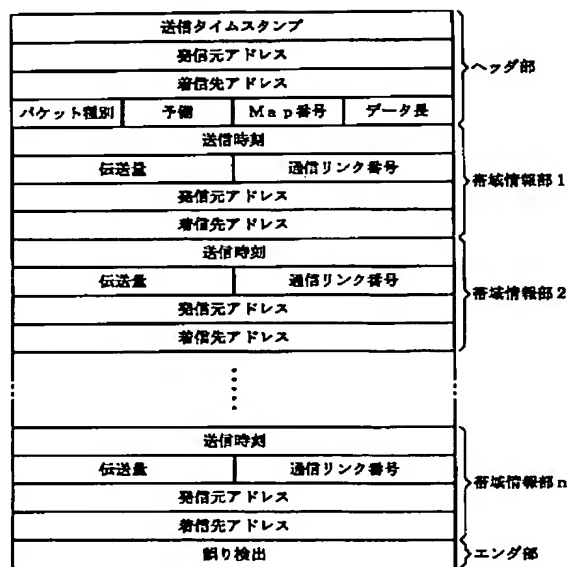 送信タイムスタンプ
発信元アドレス
着信先アドレス
ヘッダ部
パケット種別 予備 Map番号 データ長
送信時刻
伝送量 通信リンク番号
帯域情報部1
発信元アドレス
着信先アドレス
送信時刻
伝送量 通信リンク番号
帯域情報部2
発信元アドレス
着信先アドレス
送信時刻
伝送量 通信リンク番号
帯域情報部n
発信元アドレス
着信先アドレス
誤り検出
エンダ部